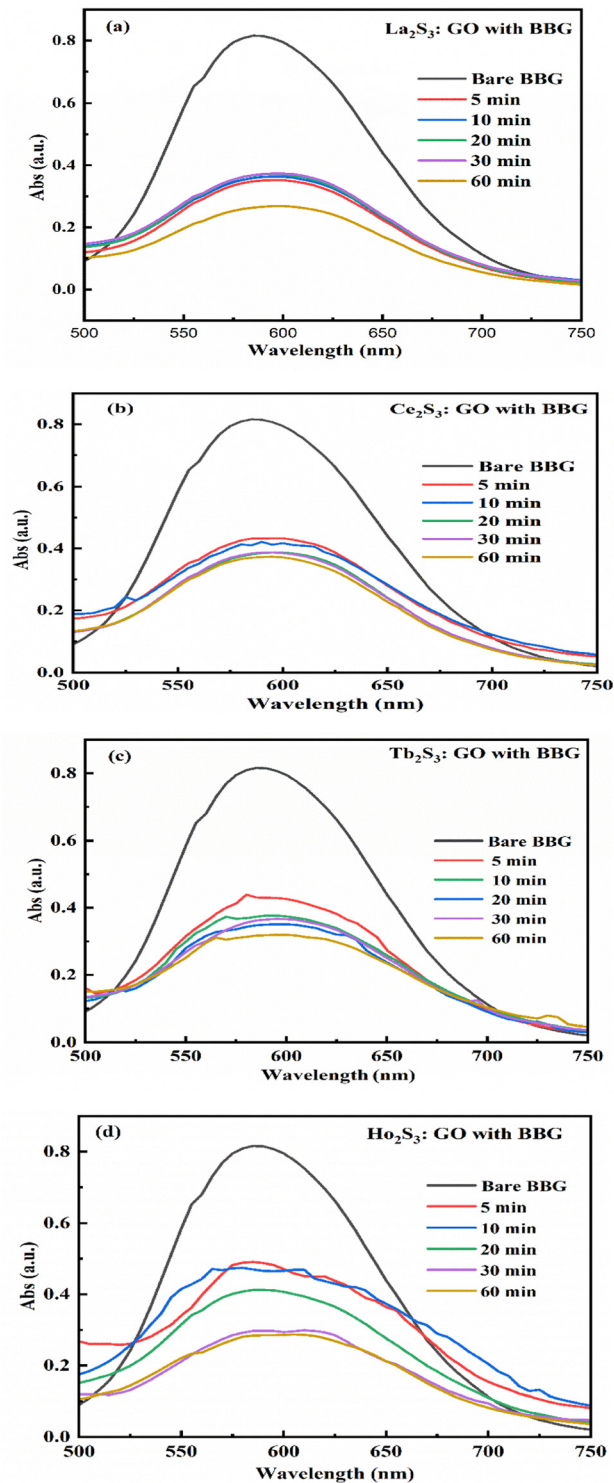 (a)
La₂S₃: GO with BBG
Bare BBG
5 min
10 min
20 min
30 min
60 min
0.8
0.6
0.4
0.2
0.0
Abs (a.u.)
500 550 600 650 700 750
Wavelength (nm)
(b)
Ce₂S₃: GO with BBG
Bare BBG
5 min
10 min
20 min
30 min
60 min
0.8
0.6
0.4
0.2
0.0
Abs (a.u.)
500 550 600 650 700 750
Wavelength (nm)
(c)
Tb₂S₃: GO with BBG
Bare BBG
5 min
10 min
20 min
30 min
60 min
0.8
0.6
0.4
0.2
0.0
Abs (a.u.)
500 550 600 650 700 750
Wavelength (nm)
(d)
Ho₂S₃: GO with BBG
Bare BBG
5 min
10 min
20 min
30 min
60 min
0.8
0.6
0.4
0.2
0.0
Abs (a.u.)
500 550 600 650 700 750
Wavelength (nm)